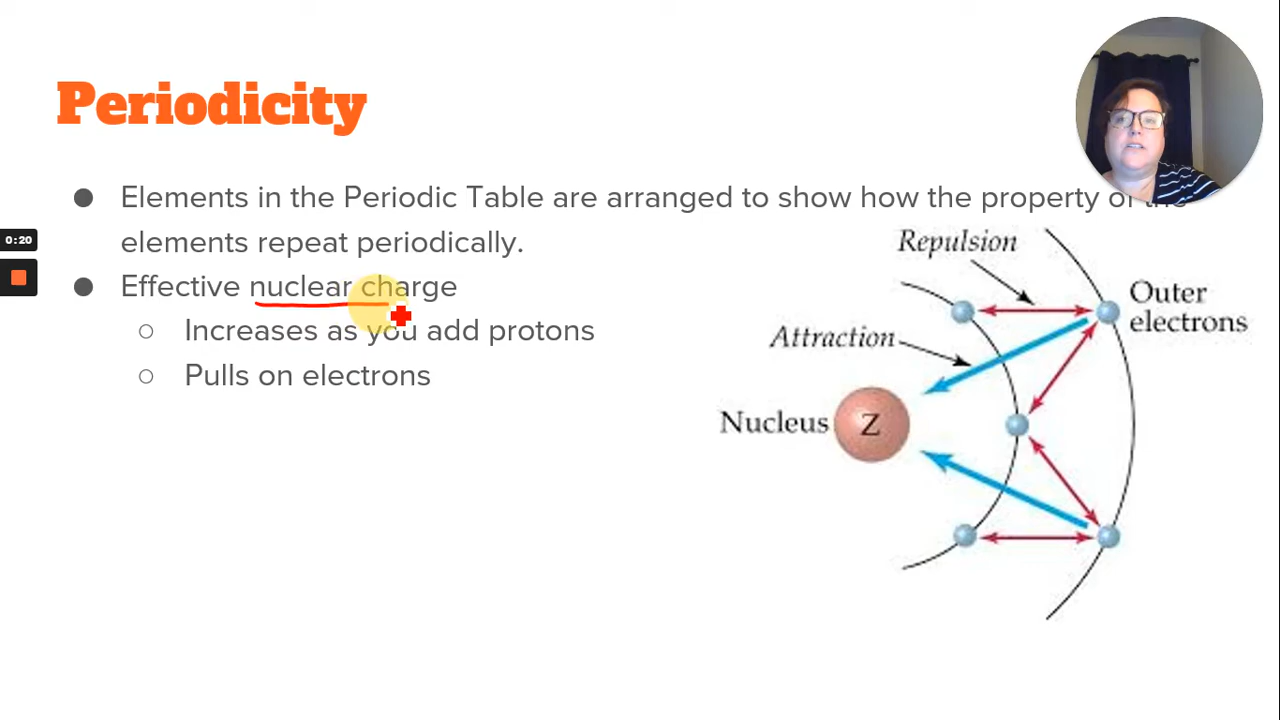 Periodicity
● Elements in the Periodic Table are arranged to show how the property of the
elements repeat periodically.
● Effective nuclear charge
○ Increases as you add protons
○ Pulls on electrons
0:20
Repulsion
Outer
electrons
Attraction
Nucleus
Z